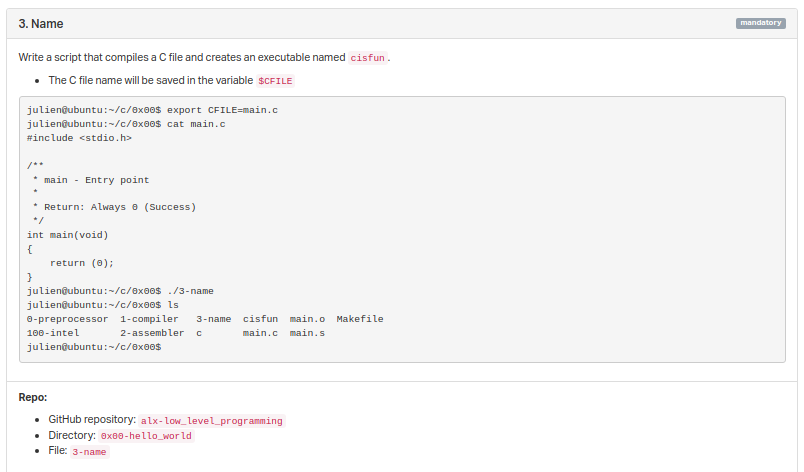 3. Name
mandatory
Write a script that compiles a C file and creates an executable named cisfun.
• The C file name will be saved in the variable $CFILE
julien@ubuntu:~/c/0x00$ export CFILE=main.c
julien@ubuntu:~/c/0x00$ cat main.c
#include <stdio.h>
/**
 * main - Entry point
 *
 * Return: Always 0 (Success)
 */
int main(void)
{
    return (0);
}
julien@ubuntu:~/c/0x00$ ./3-name
julien@ubuntu:~/c/0x00$ ls
0-preprocessor  1-compiler   3-name  cisfun  main.o  Makefile
100-intel       2-assembler  c       main.c  main.s
julien@ubuntu:~/c/0x00$
Repo:
• GitHub repository: alx-low_level_programming
• Directory: 0x00-hello_world
• File: 3-name